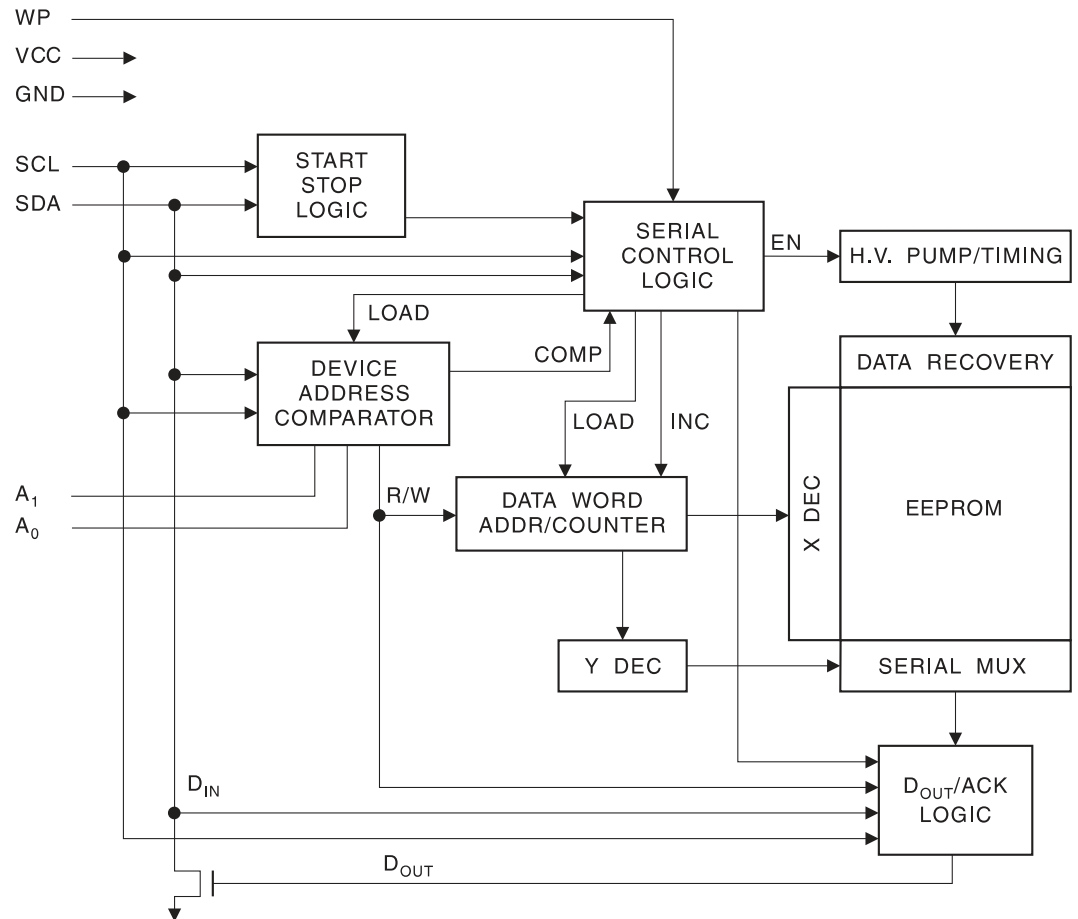 WP
VCC
GND
SCL
SDA
START
STOP
LOGIC
SERIAL
CONTROL
LOGIC
EN
H.V. PUMP/TIMING
LOAD
COMP
DEVICE
ADDRESS
COMPARATOR
DATA RECOVERY
LOAD
INC
A1
A0
R/W
DATA WORD
ADDR/COUNTER
X DEC
EEPROM
Y DEC
SERIAL MUX
DIN
DOUT/ACK
LOGIC
DOUT